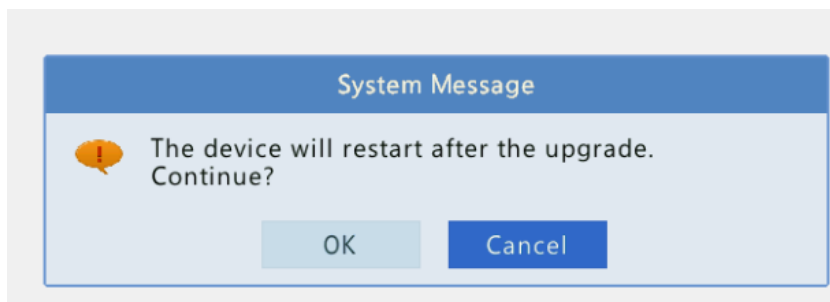 System Message
The device will restart after the upgrade.
Continue?
OK
Cancel